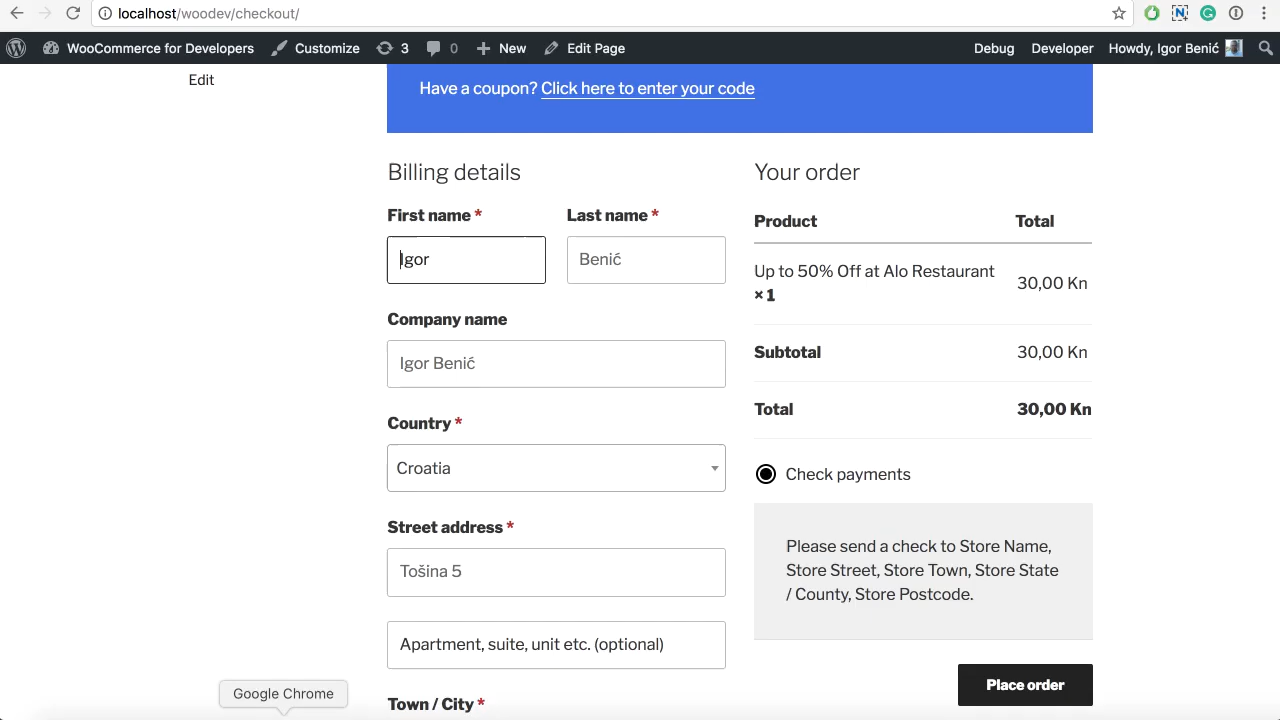 localhost/woodev/checkout/
WooCommerce for Developers Customize 3 0 New Edit Page Debug Developer Howdy, Igor Benić
Edit
Have a coupon? Click here to enter your code
Billing details
First name *
Last name *
Igor
Benić
Company name
Igor Benić
Country *
Croatia
Street address *
Tošina 5
Apartment, suite, unit etc. (optional)
Town / City *
Your order
Product Total
Up to 50% Off at Alo Restaurant
× 1
30,00 Kn
Subtotal 30,00 Kn
Total 30,00 Kn
Check payments
Please send a check to Store Name,
Store Street, Store Town, Store State
/ County, Store Postcode.
Place order
Google Chrome